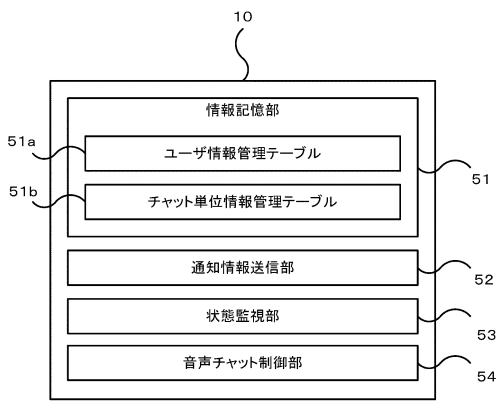 10
情報記憶部
51a
ユーザ情報管理テーブル
51b
チャット単位情報管理テーブル
51
通知情報送信部
52
状態監視部
53
音声チャット制御部
54